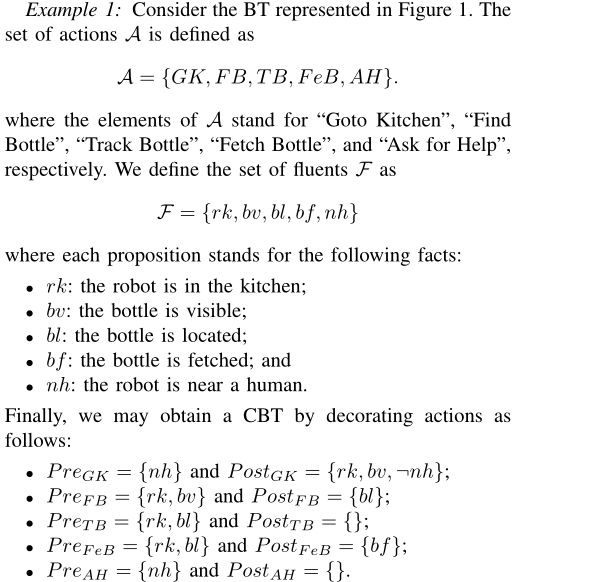 Example 1: Consider the BT represented in Figure 1. The
set of actions 𝒜 is defined as
𝒜 = {GK, FB, TB, FeB, AH}.
where the elements of 𝒜 stand for “Goto Kitchen”, “Find
Bottle”, “Track Bottle”, “Fetch Bottle”, and “Ask for Help”,
respectively. We define the set of fluents ℱ as
ℱ = {rk, bv, bl, bf, nh}
where each proposition stands for the following facts:
• rk: the robot is in the kitchen;
• bv: the bottle is visible;
• bl: the bottle is located;
• bf: the bottle is fetched; and
• nh: the robot is near a human.
Finally, we may obtain a CBT by decorating actions as
follows:
• Pre_{GK} = {nh} and Post_{GK} = {rk, bv, ¬nh};
• Pre_{FB} = {rk, bv} and Post_{FB} = {bl};
• Pre_{TB} = {rk, bl} and Post_{TB} = {};
• Pre_{FeB} = {rk, bl} and Post_{FeB} = {bf};
• Pre_{AH} = {nh} and Post_{AH} = {}.